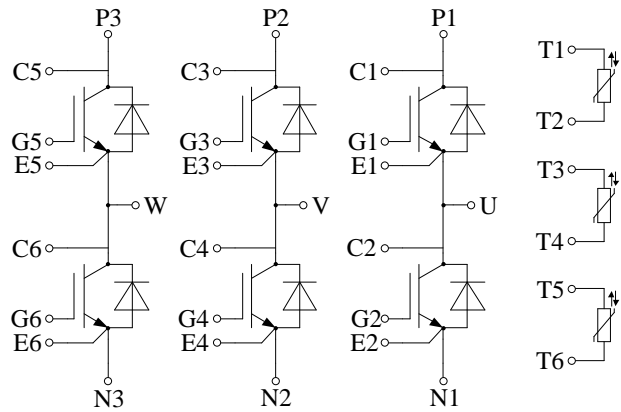 P3 P2 P1
C5 C3 C1 T1
G5 G3 G1 T2
E5 E3 E1
T3
W V U
C6 C4 C2 T4
T5
G6 G4 G2
E6 E4 E2 T6
N3 N2 N1